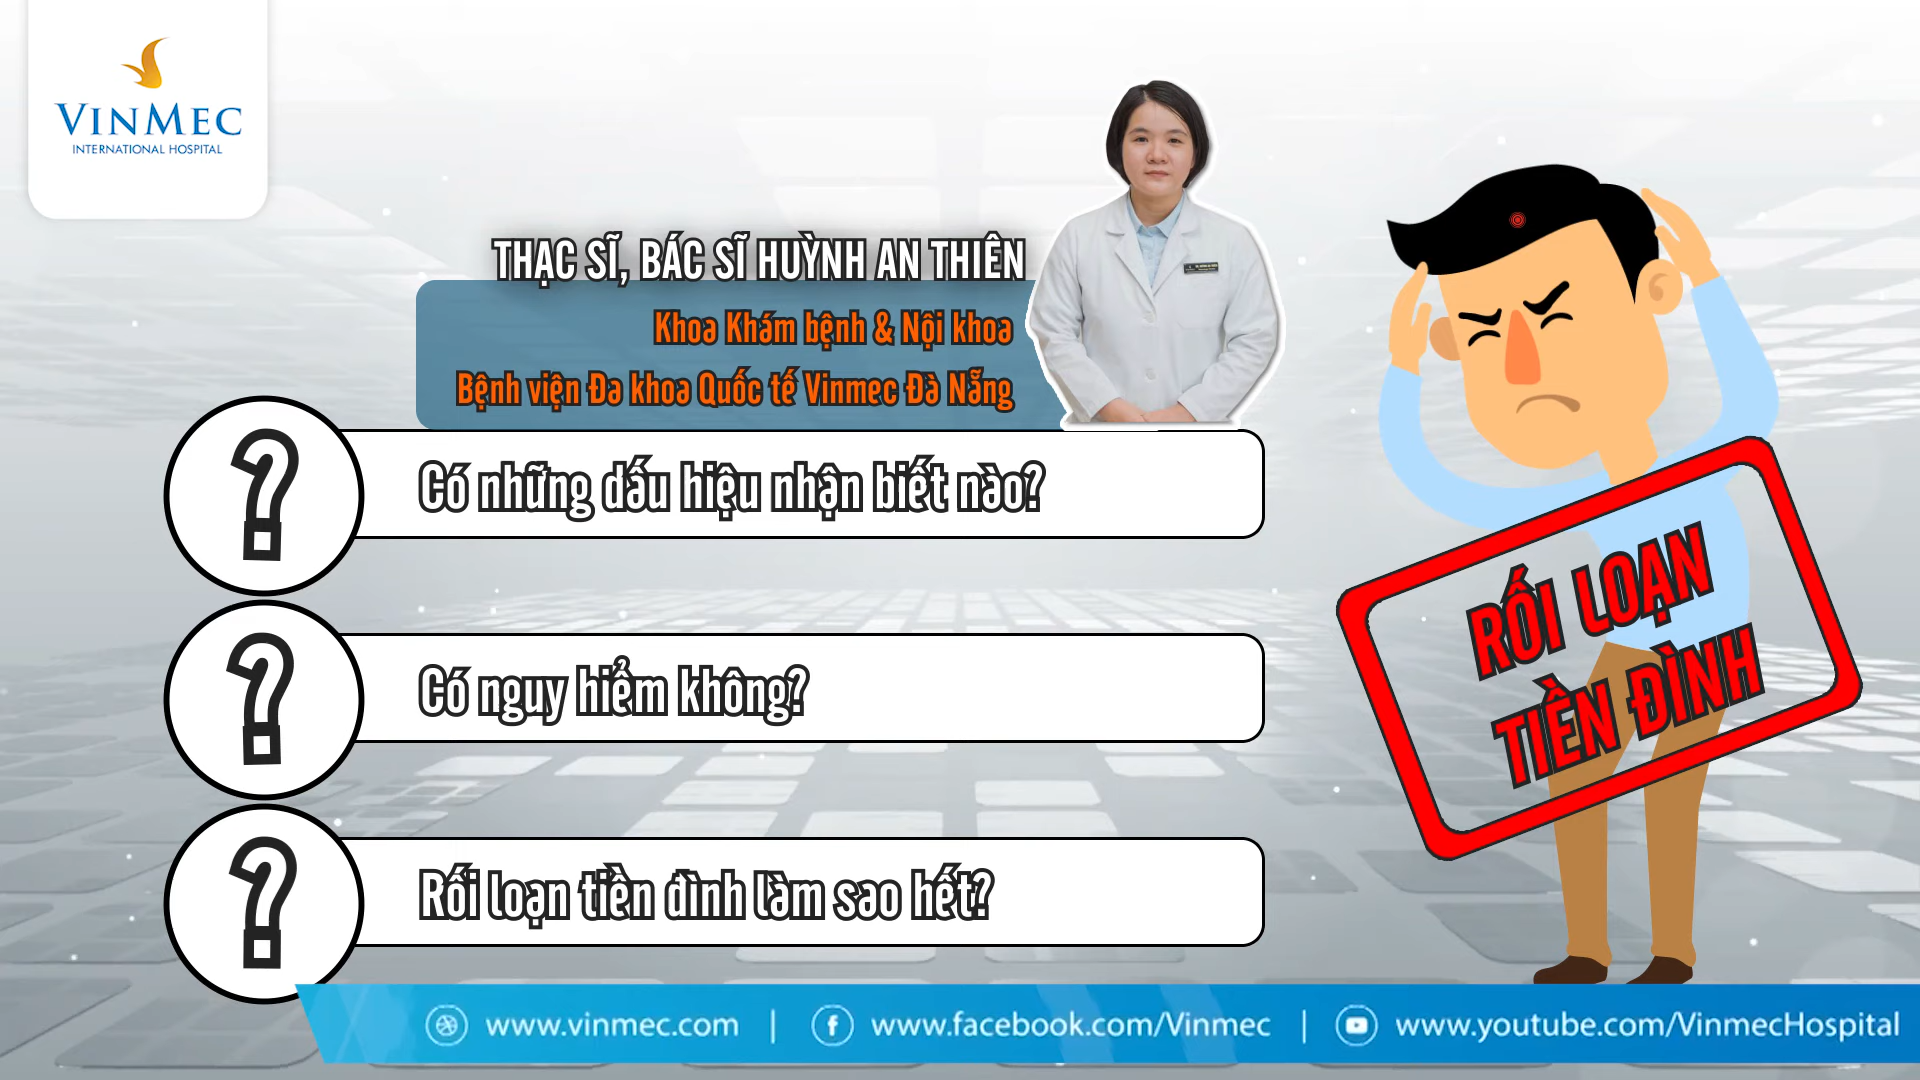 VINMEC
INTERNATIONAL HOSPITAL
THẠC SĨ, BÁC SĨ HUỲNH AN THIÊN
Khoa Khám bệnh & Nội khoa
Bệnh viện Đa khoa Quốc tế Vinmec Đà Nẵng
?
Có những dấu hiệu nhận biết nào?
?
Có nguy hiểm không?
?
Rối loạn tiền đình làm sao hết?
RỐI LOẠN
TIỀN ĐÌNH
www.vinmec.com | www.facebook.com/Vinmec | www.youtube.com/VinmecHospital